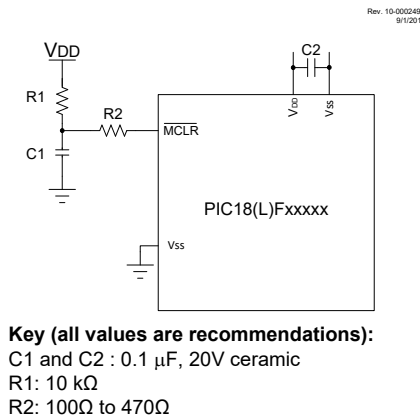 Rev. 10-000249
9/1/201
VDD
C2
R1
R2
VDD
Vss
MCLR
C1
PIC18(L)Fxxxxx
Vss
Key (all values are recommendations):
C1 and C2 : 0.1 μF, 20V ceramic
R1: 10 kΩ
R2: 100Ω to 470Ω